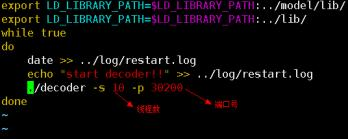 export LD_LIBRARY_PATH=$LD_LIBRARY_PATH:../model/lib/
export LD_LIBRARY_PATH=$LD_LIBRARY_PATH:../lib/
while true
do
date >> ../log/restart.log
echo "start decoder!!" >> ../log/restart.log
./decoder -s 10 -p 30200
线程数 端口号
done
~
~